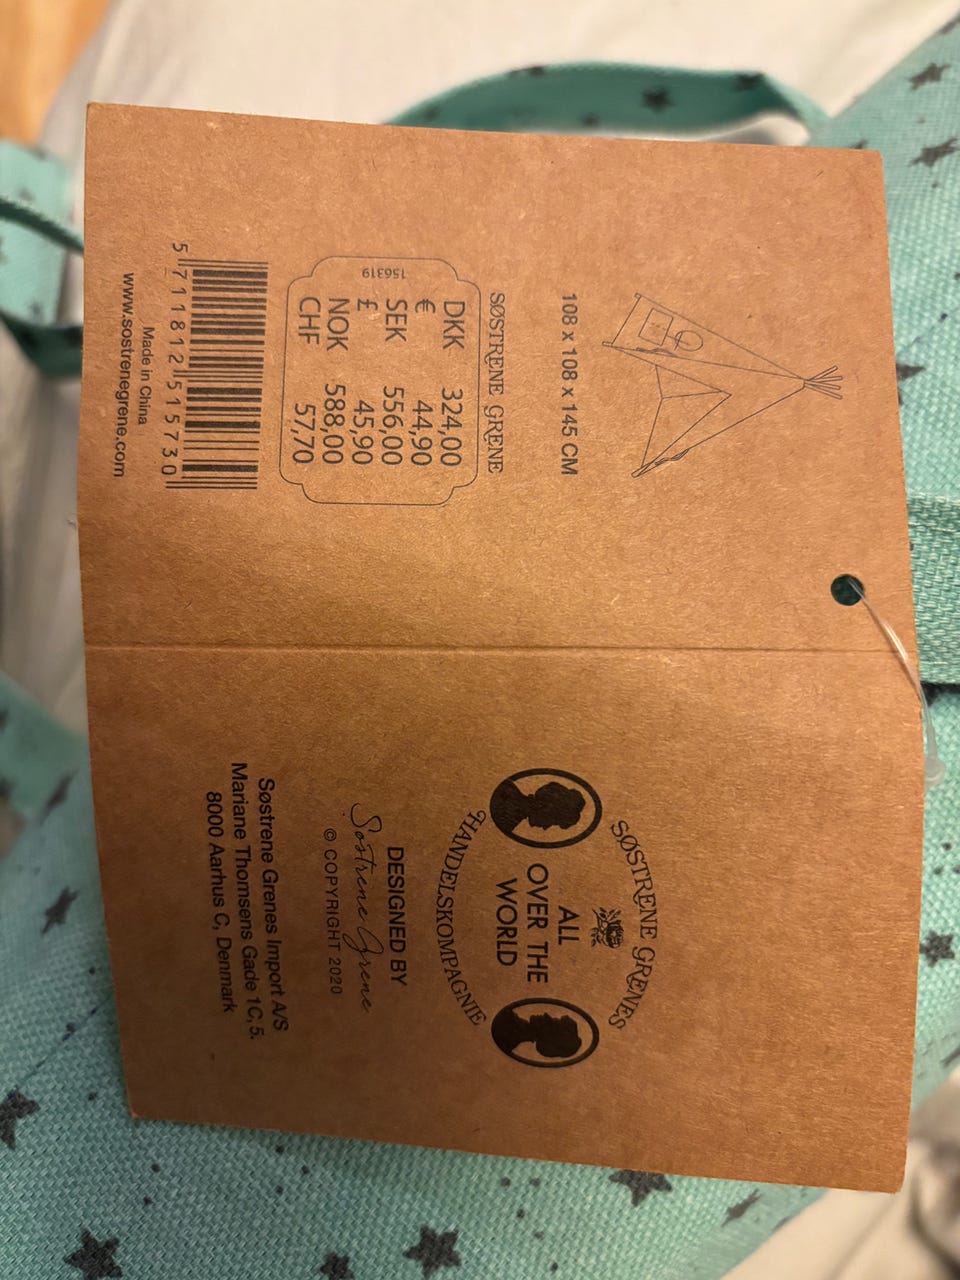 108 x 108 x 145 CM
SØSTRENE GRENE
DKK 324,00
€ 44,90
SEK 556,00
£ 45,90
NOK 588,00
CHF 57,70
156319
5 711812 515730
Made in China
www.sostrenegrene.com
SØSTRENE GRENES
ALL
OVER THE
WORLD
HANDELSKOMPAGNIE
DESIGNED BY
Søstrene Grene
© COPYRIGHT 2020
Søstrene Grenes Import A/S
Mariane Thomsens Gade 1C, 5.
8000 Aarhus C, Denmark